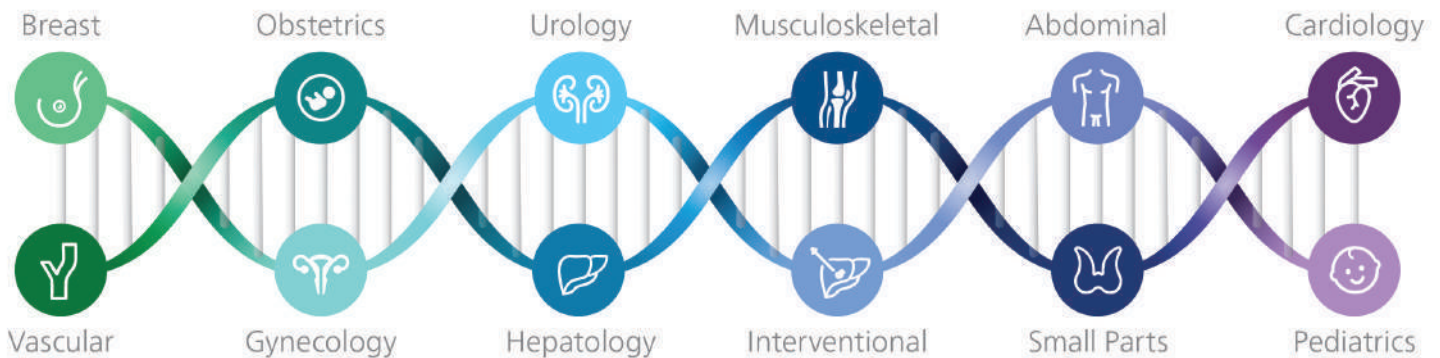 Breast Obstetrics Urology Musculoskeletal Abdominal Cardiology
Vascular Gynecology Hepatology Interventional Small Parts Pediatrics